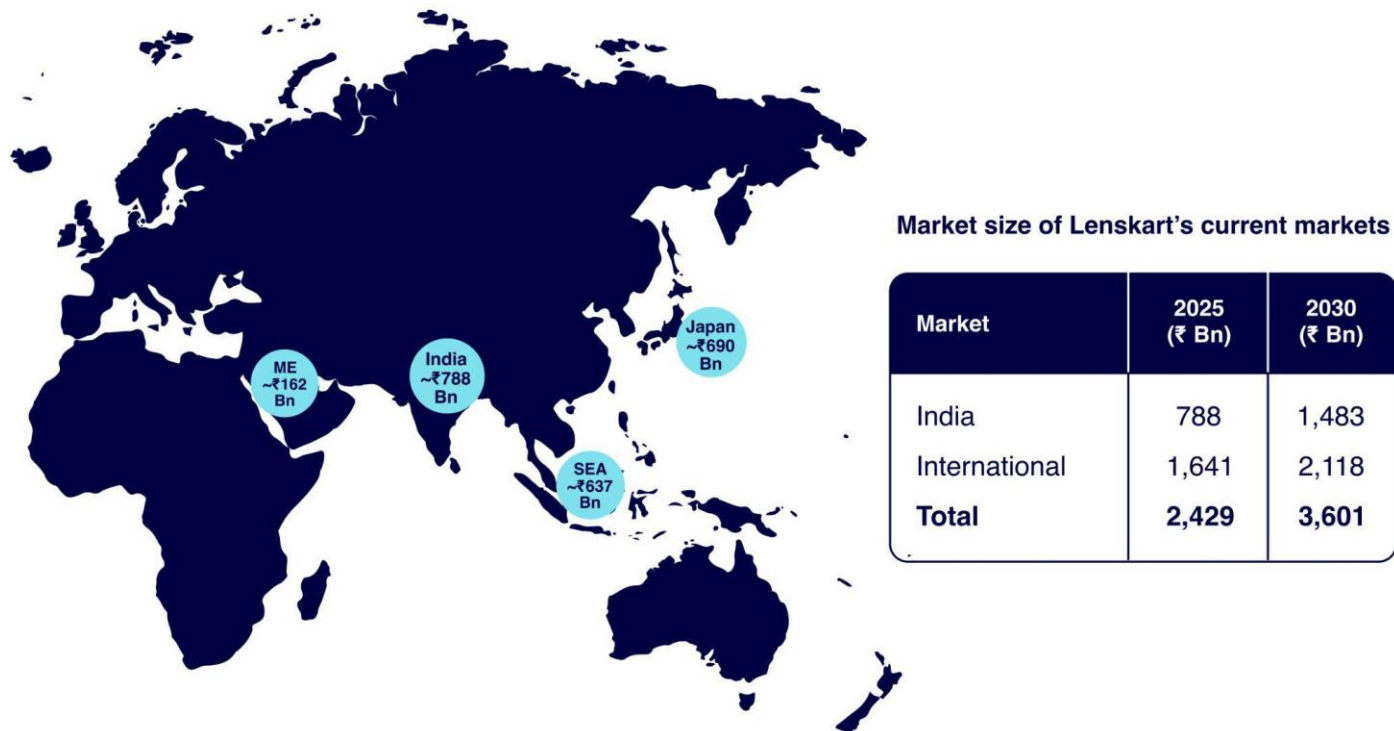 ME
~₹162
Bn
India
~₹788
Bn
Japan
~₹690
Bn
SEA
~₹637
Bn
Market size of Lenskart's current markets
Market 2025 (₹ Bn) 2030 (₹ Bn)
India 788 1,483
International 1,641 2,118
Total 2,429 3,601